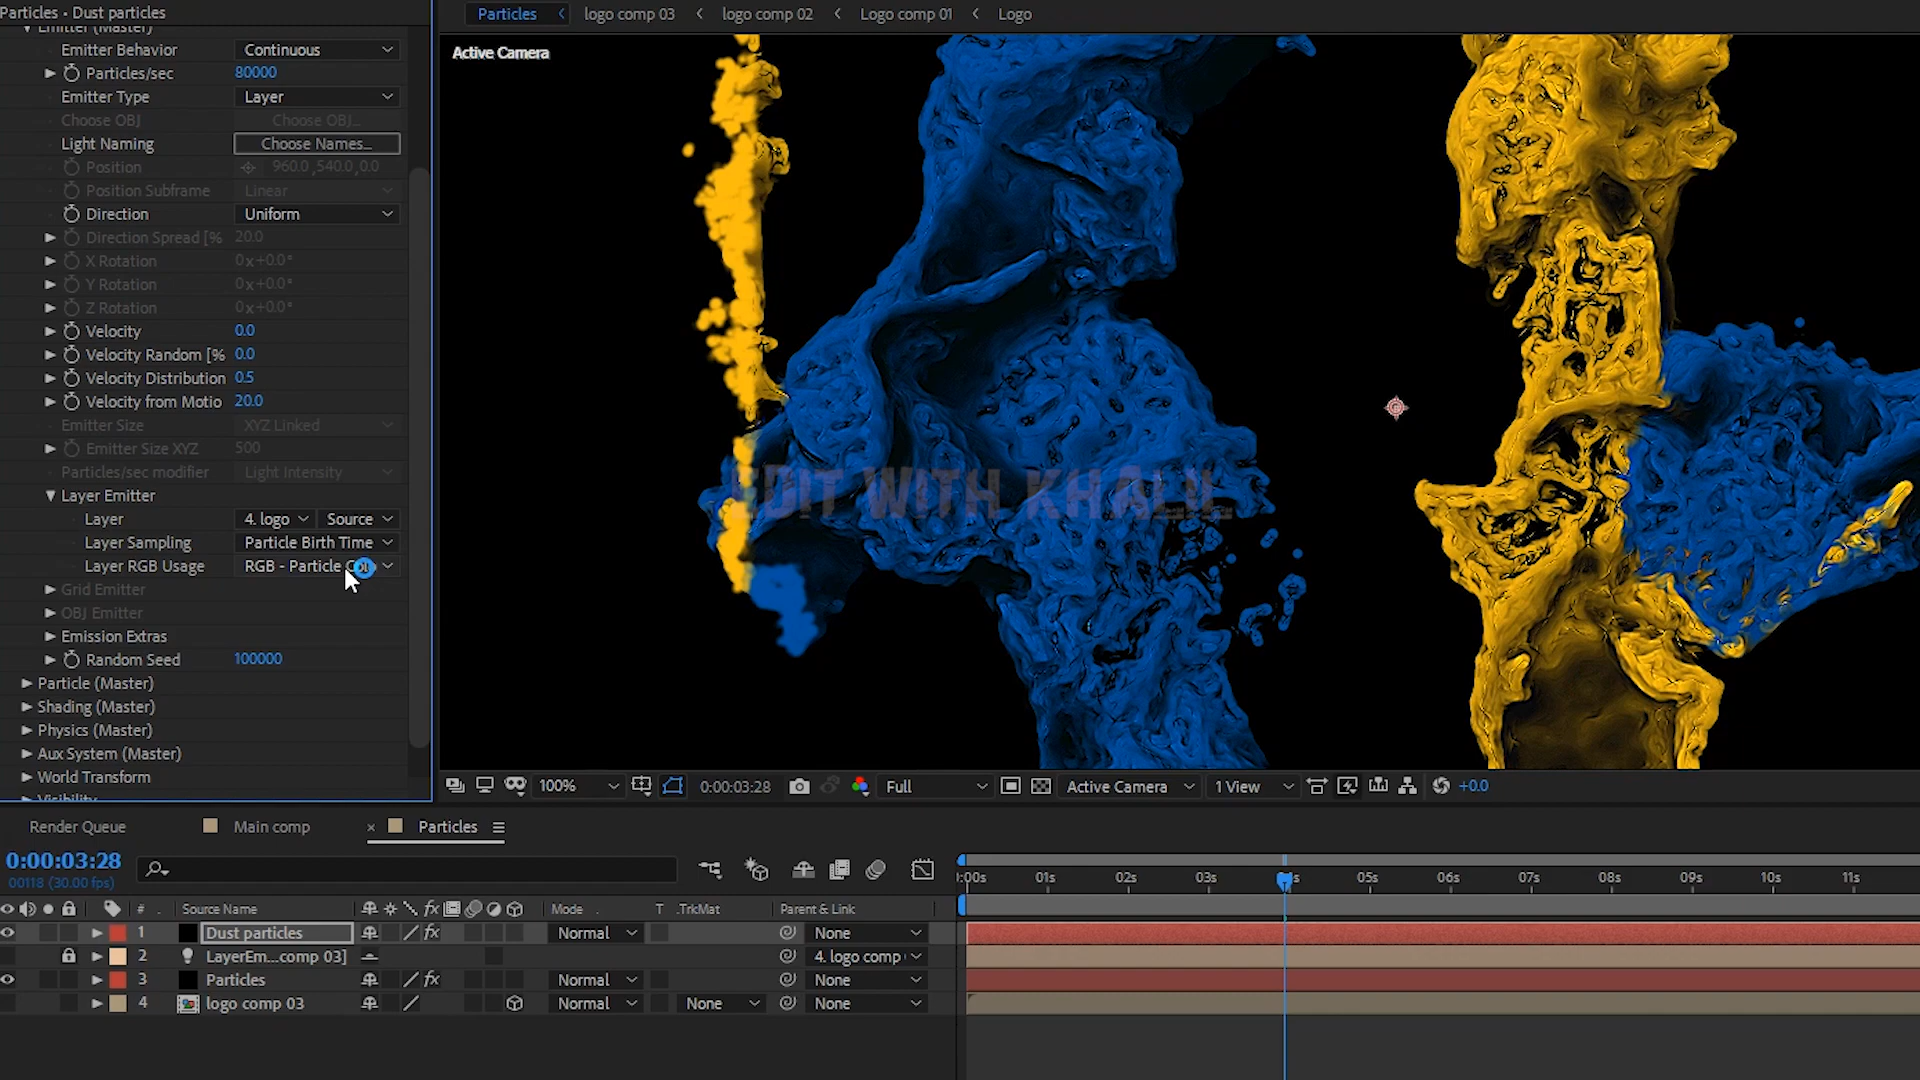 Particles • Dust particles
Emitter (Master)
Emitter Behavior Continuous
Particles/sec 80000
Emitter Type Layer
Choose OBJ Choose OBJ...
Light Naming Choose Names...
Position 960.0,540.0,0.0
Position Subframe Linear
Direction Uniform
Direction Spread [% 20.0
X Rotation 0x+0.0°
Y Rotation 0x+0.0°
Z Rotation 0x+0.0°
Velocity 0.0
Velocity Random [% 0.0
Velocity Distribution 0.5
Velocity from Motio 20.0
Emitter Size XYZ Linked
Emitter Size XYZ 500
Particles/sec modifier Light Intensity
Layer Emitter
Layer 4. logo Source
Layer Sampling Particle Birth Time
Layer RGB Usage RGB - Particle
Grid Emitter
OBJ Emitter
Emission Extras
Random Seed 100000
Particle (Master)
Shading (Master)
Physics (Master)
Aux System (Master)
World Transform
Visibility
Particles < logo comp 03 < logo comp 02 < Logo comp 01 < Logo
Active Camera
EDIT WITH KHALIL
100% 0:00:03:28 Full Active Camera 1 View +0.0
Render Queue Main comp × Particles
0:00:03:28
00118 (30.00 fps)
# . Source Name fx Mode T .TrkMat Parent & Link
1 Dust particles fx Normal None
2 LayerEm...comp 03] 4. logo comp
3 Particles fx Normal None
4 logo comp 03 Normal None None
:00s 01s 02s 03s 05s 06s 07s 08s 09s 10s 11s